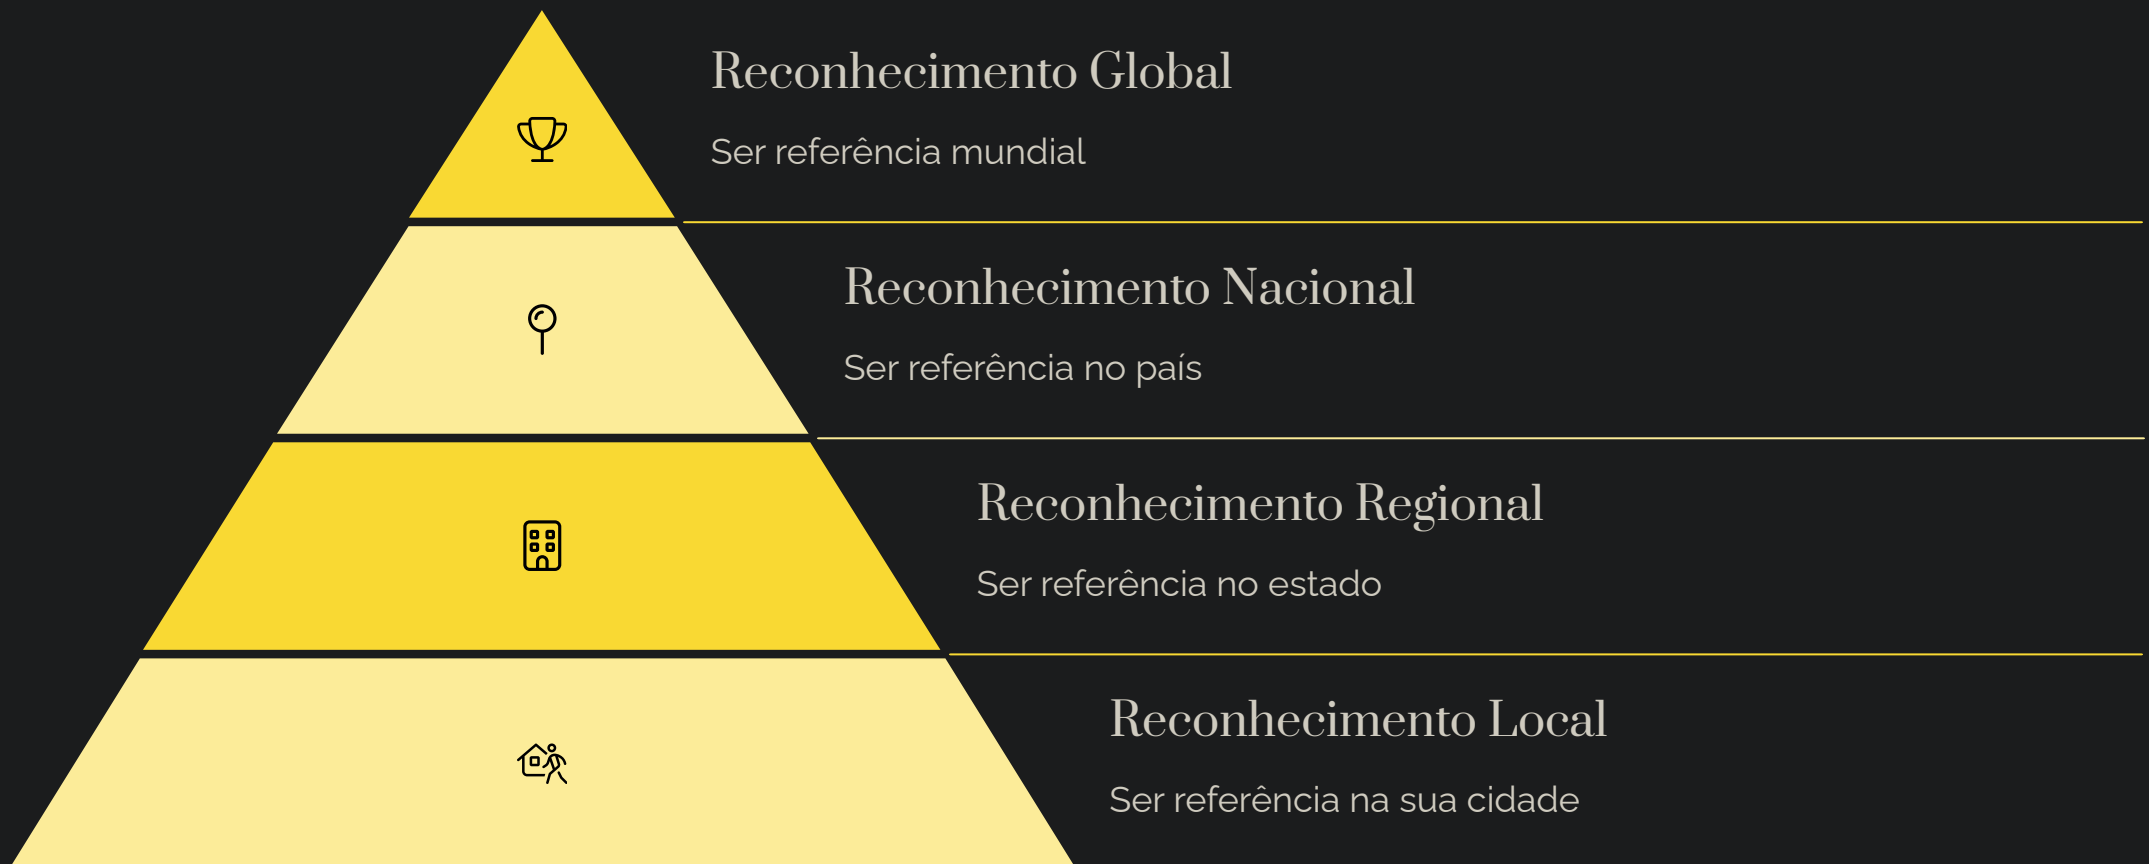 Reconhecimento Global
Ser referência mundial
Reconhecimento Nacional
Ser referência no país
Reconhecimento Regional
Ser referência no estado
Reconhecimento Local
Ser referência na sua cidade